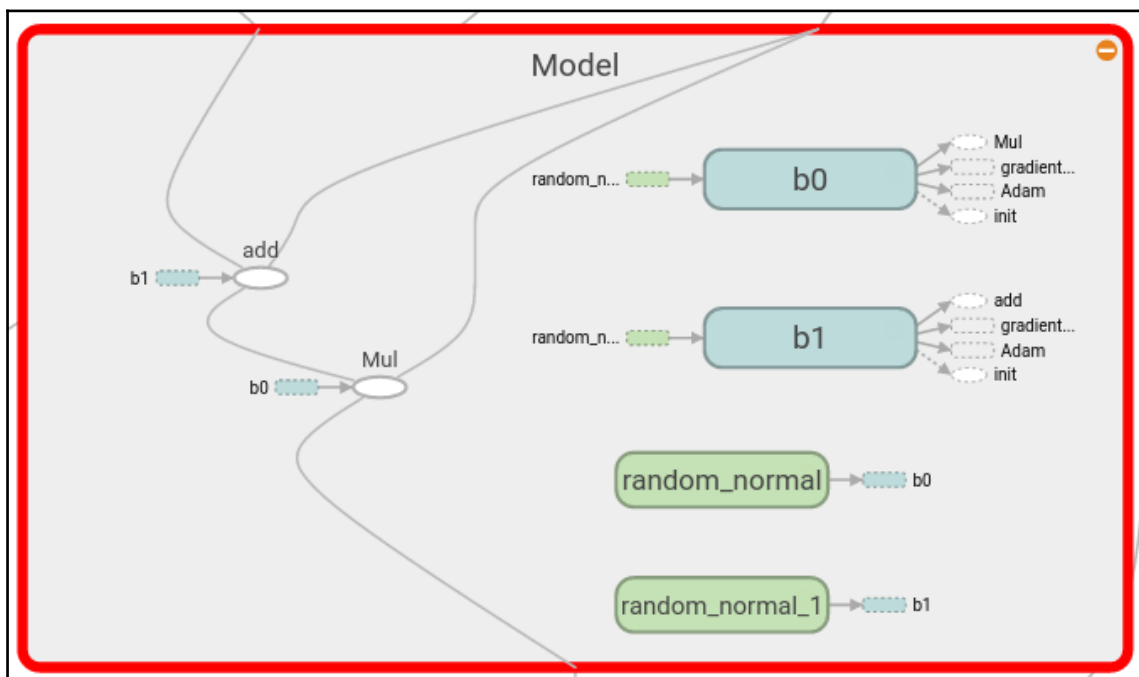 Model
add
b1
Mul
b0
random_n...
b0
Mul
gradient...
Adam
init
random_n...
b1
add
gradient...
Adam
init
random_normal
b0
random_normal_1
b1